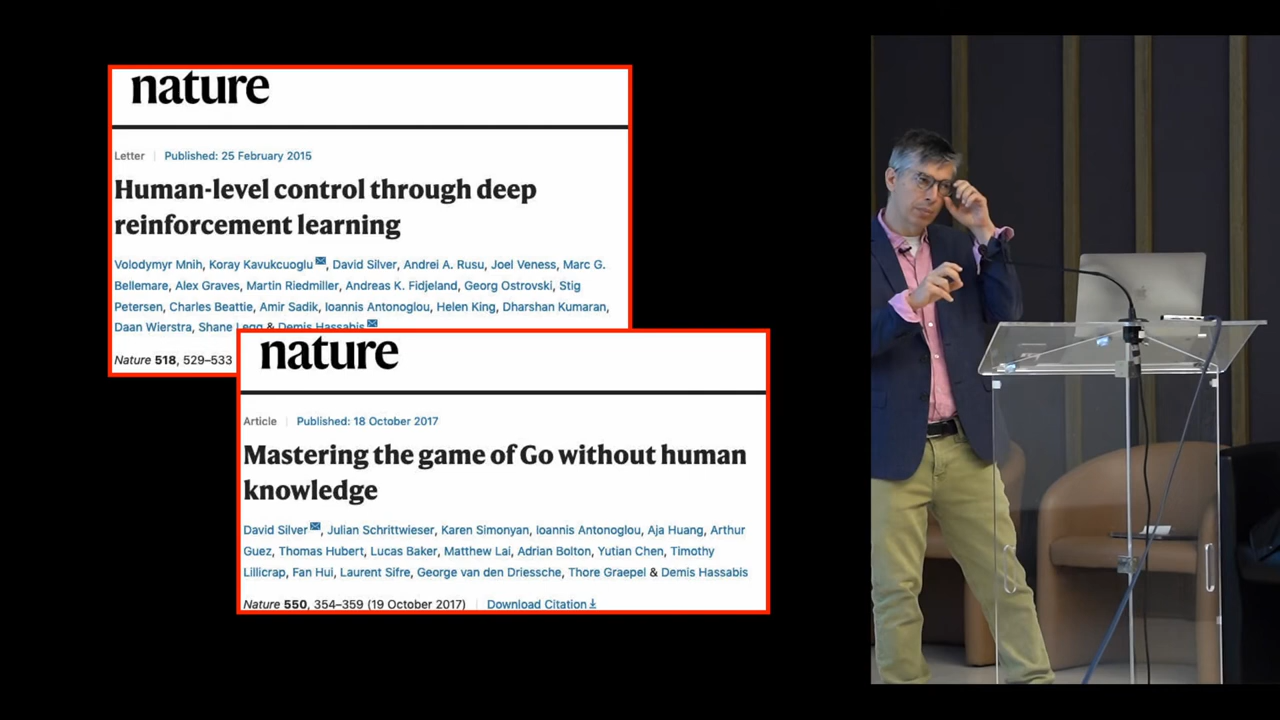 nature
Letter | Published: 25 February 2015
Human-level control through deep
reinforcement learning
Volodymyr Mnih, Koray Kavukcuoglu, David Silver, Andrei A. Rusu, Joel Veness, Marc G.
Bellemare, Alex Graves, Martin Riedmiller, Andreas K. Fidjeland, Georg Ostrovski, Stig
Petersen, Charles Beattie, Amir Sadik, Ioannis Antonoglou, Helen King, Dharshan Kumaran,
Daan Wierstra, Shane Legg & Demis Hassabis
Nature 518, 529–533
nature
Article | Published: 18 October 2017
Mastering the game of Go without human
knowledge
David Silver, Julian Schrittwieser, Karen Simonyan, Ioannis Antonoglou, Aja Huang, Arthur
Guez, Thomas Hubert, Lucas Baker, Matthew Lai, Adrian Bolton, Yutian Chen, Timothy
Lillicrap, Fan Hui, Laurent Sifre, George van den Driessche, Thore Graepel & Demis Hassabis
Nature 550, 354–359 (19 October 2017) | Download Citation